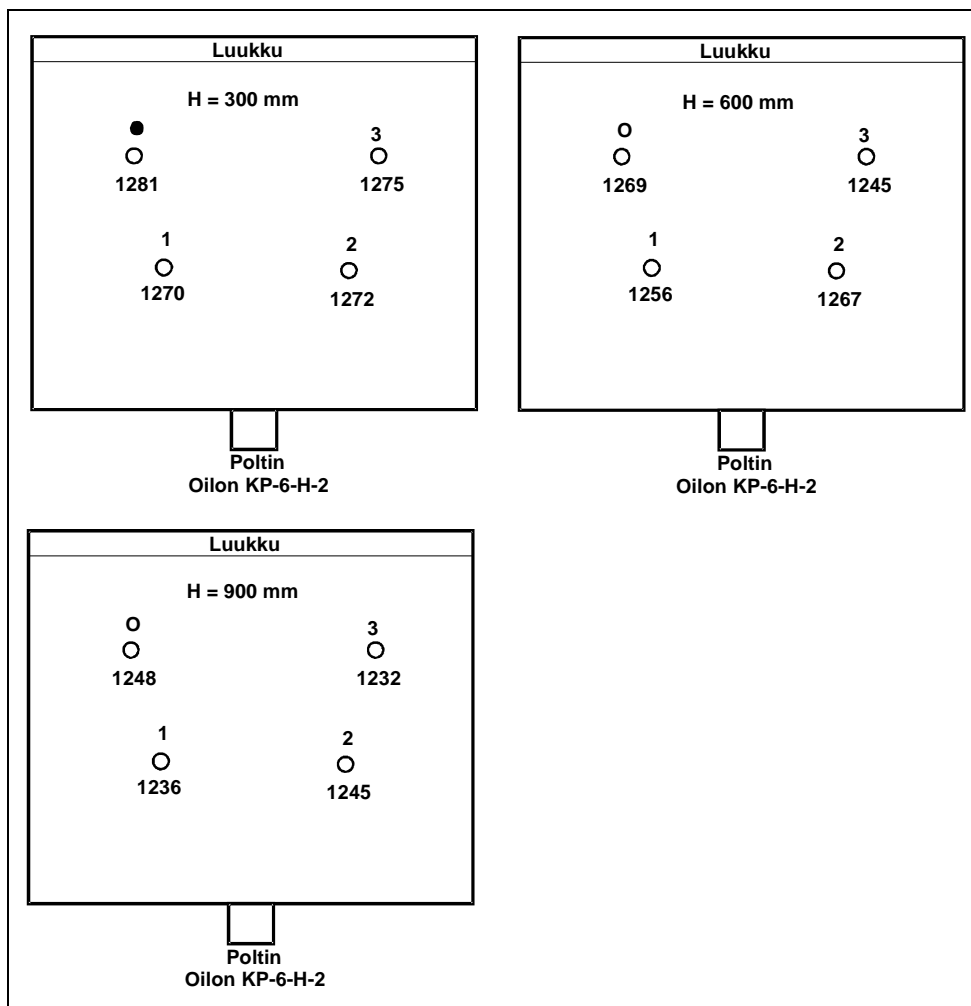 Luukku
H = 300 mm
3
1281
1275
1
2
1270
1272
Poltin
Oilon KP-6-H-2
Luukku
H = 600 mm
O
3
1269
1245
1
2
1256
1267
Poltin
Oilon KP-6-H-2
Luukku
H = 900 mm
O
3
1248
1232
1
2
1236
1245
Poltin
Oilon KP-6-H-2